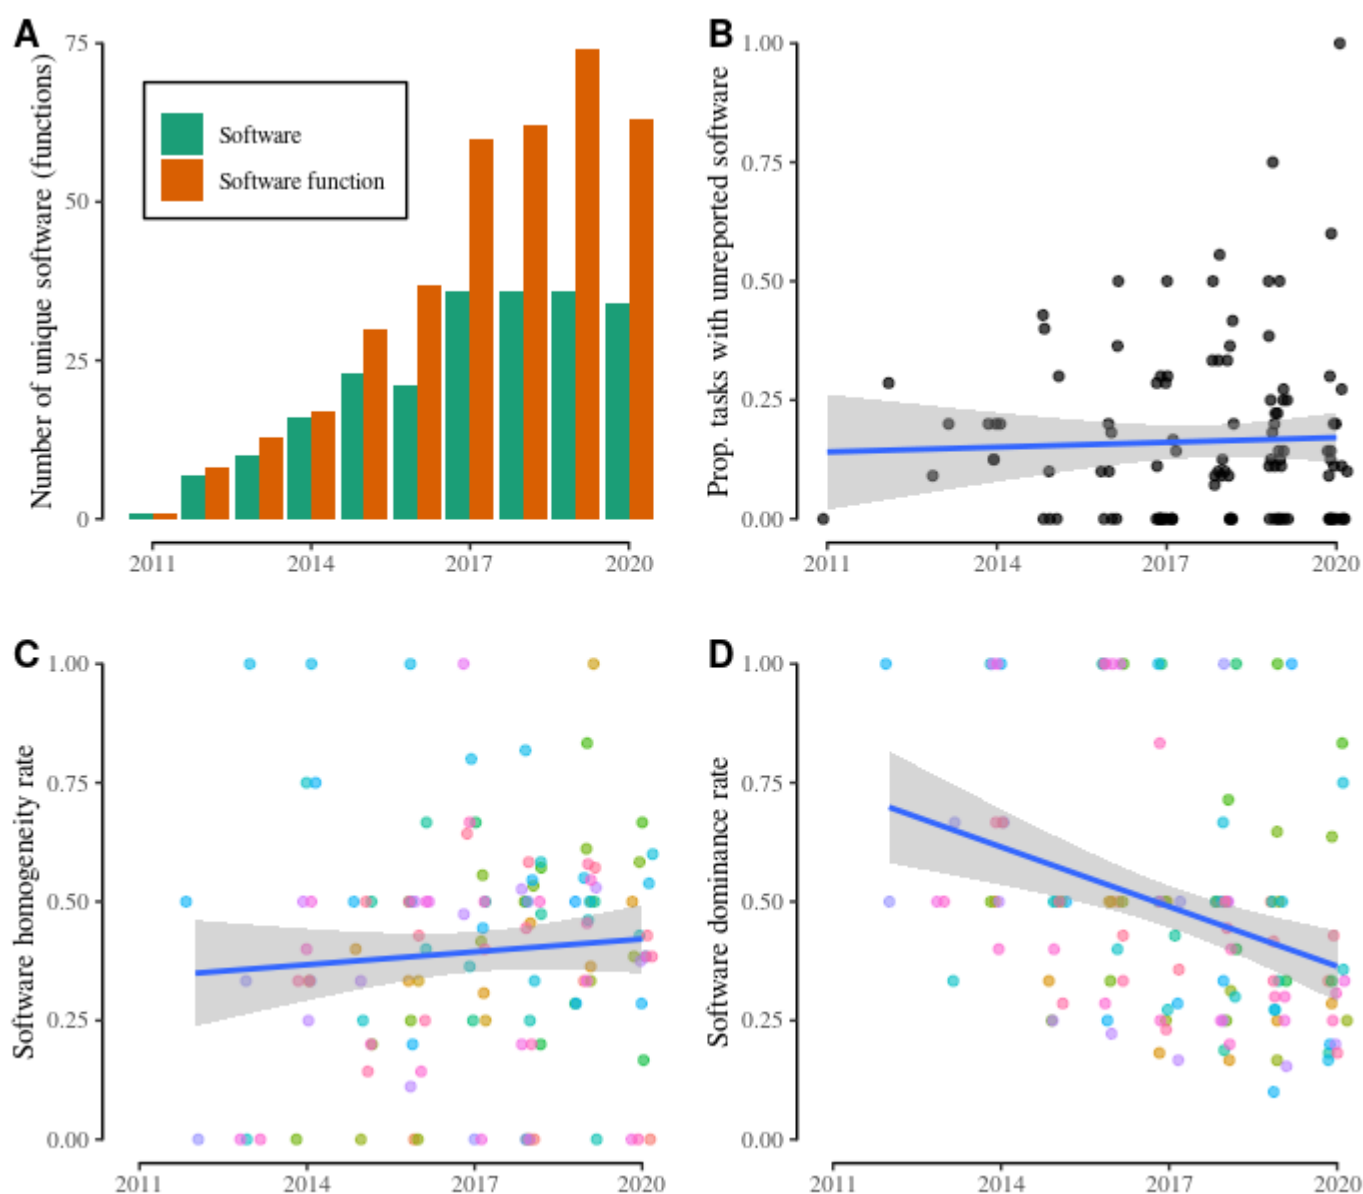 A
Number of unique software (functions)
75
50
25
0
Software
Software function
2011 2014 2017 2020
B
Prop. tasks with unreported software
1.00
0.75
0.50
0.25
0.00
2011 2014 2017 2020
C
Software homogeneity rate
1.00
0.75
0.50
0.25
0.00
2011 2014 2017 2020
D
Software dominance rate
1.00
0.75
0.50
0.25
0.00
2011 2014 2017 2020